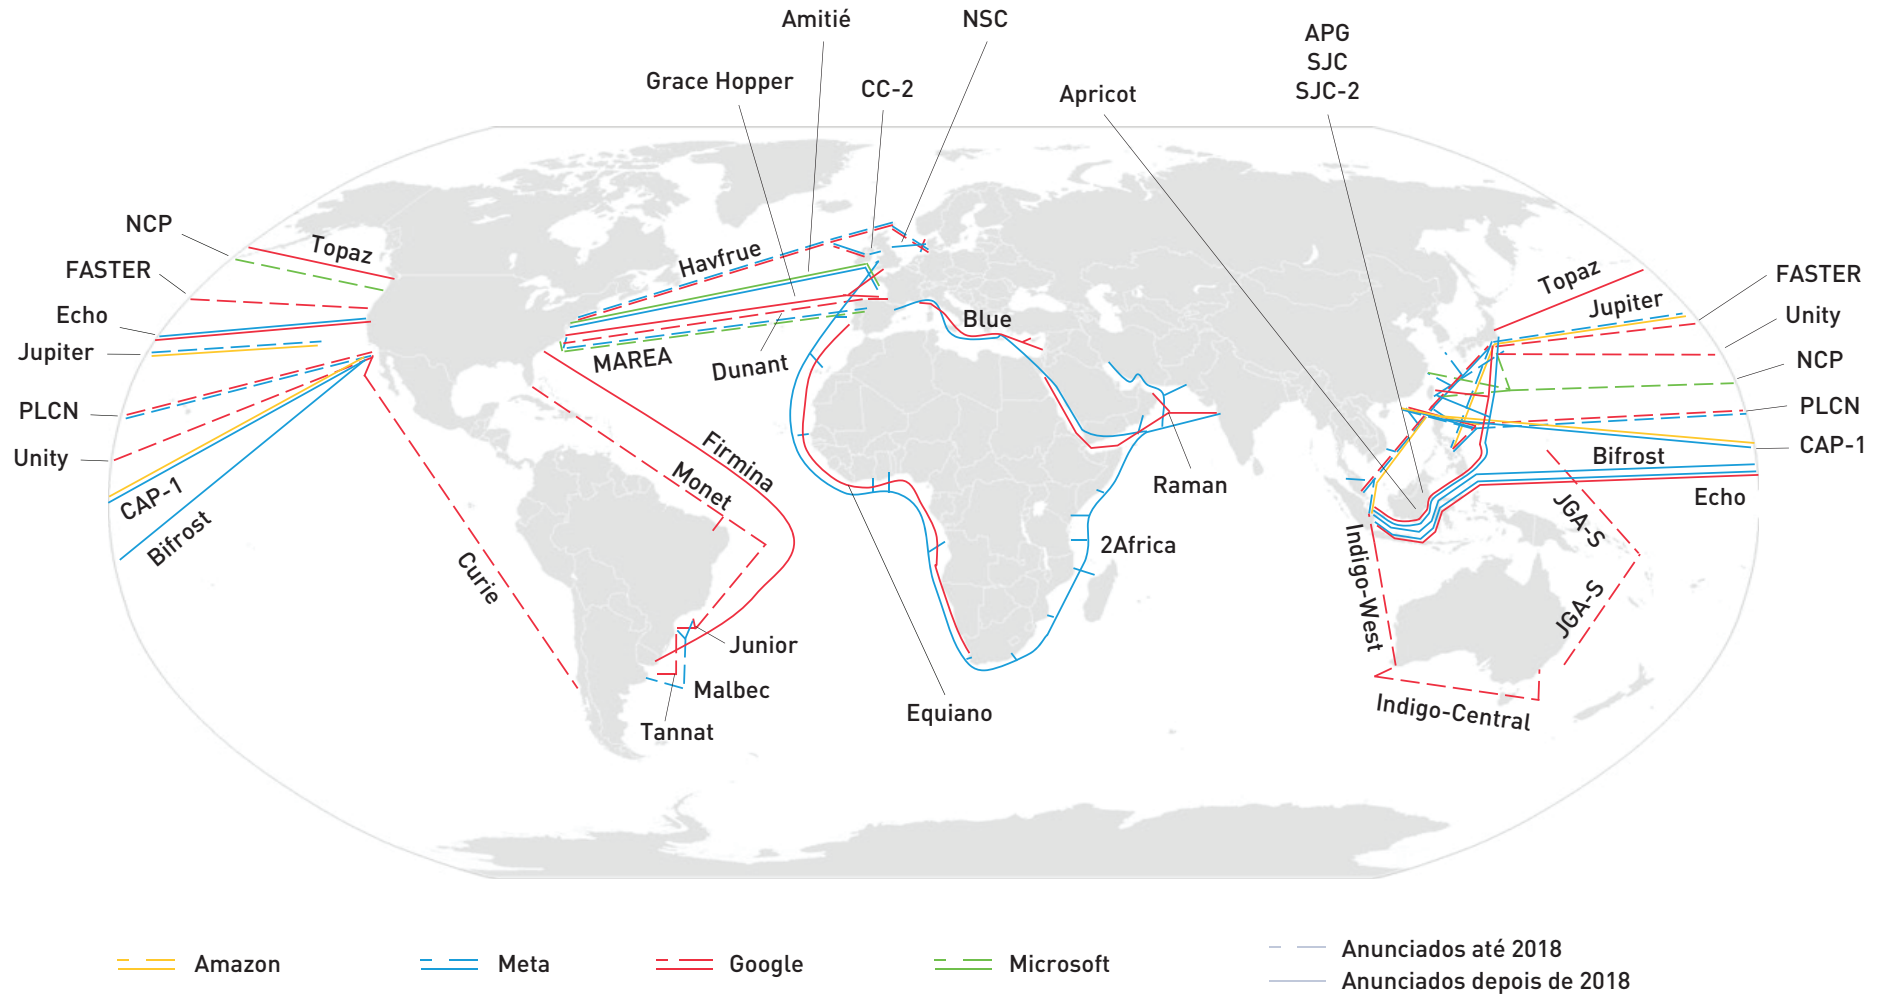 Amitié
NSC
APG
SJC
SJC-2
Grace Hopper
CC-2
Apricot
NCP
Topaz
FASTER
Echo
Jupiter
PLCN
Unity
CAP-1
Bifrost
Havfrue
MAREA
Dunant
Blue
Firmina
Monet
Curie
Junior
Malbec
Tannat
Equiano
2Africa
Raman
Topaz
Jupiter
FASTER
Unity
NCP
PLCN
CAP-1
Bifrost
Echo
JGA-S
JGA-S
Indigo-West
Indigo-Central
Amazon
Meta
Google
Microsoft
Anunciados até 2018
Anunciados depois de 2018